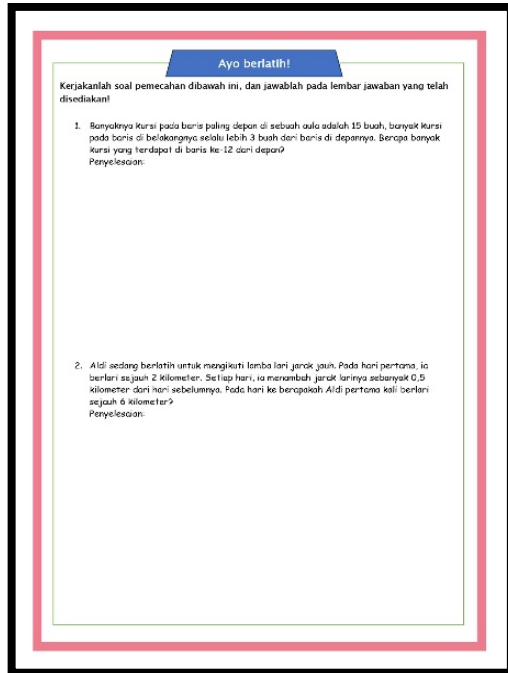 Ayo berlatih!
Kerjakanlah soal pemecahan dibawah ini, dan jawablah pada lembar jawaban yang telah
disediakan!
1. Banyaknya kursi pada baris paling depan di sebuah aula adalah 15 buah, banyak kursi
pada baris di belakangnya selalu lebih 3 buah dari baris di depannya. Berapa banyak
kursi yang terdapat di baris ke-12 dari depan?
Penyelesaian:
2. Aldi sedang berlatih untuk mengikuti lomba lari jarak jauh. Pada hari pertama, ia
berlari sejauh 2 kilometer. Setiap hari, ia menambah jarak larinya sebanyak 0,5
kilometer dari hari sebelumnya. Pada hari ke berapakah Aldi pertama kali berlari
sejauh 6 kilometer?
Penyelesaian: